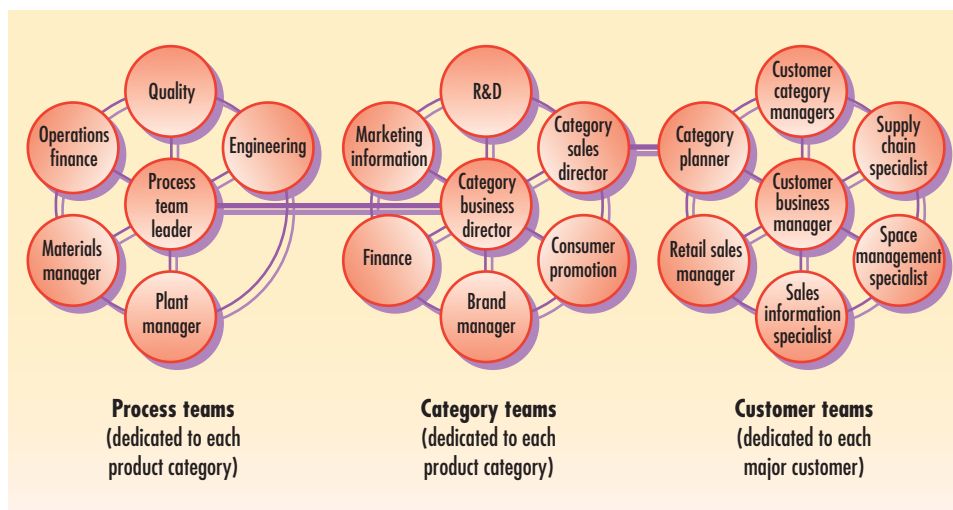 Quality
Operations
finance
Engineering
Process
team
leader
Materials
manager
Plant
manager
R&D
Marketing
information
Category
sales
director
Category
business
director
Finance
Consumer
promotion
Brand
manager
Customer
category
managers
Category
planner
Supply
chain
specialist
Customer
business
manager
Retail sales
manager
Space
management
specialist
Sales
information
specialist
Process teams
(dedicated to each
product category)
Category teams
(dedicated to each
product category)
Customer teams
(dedicated to each
major customer)